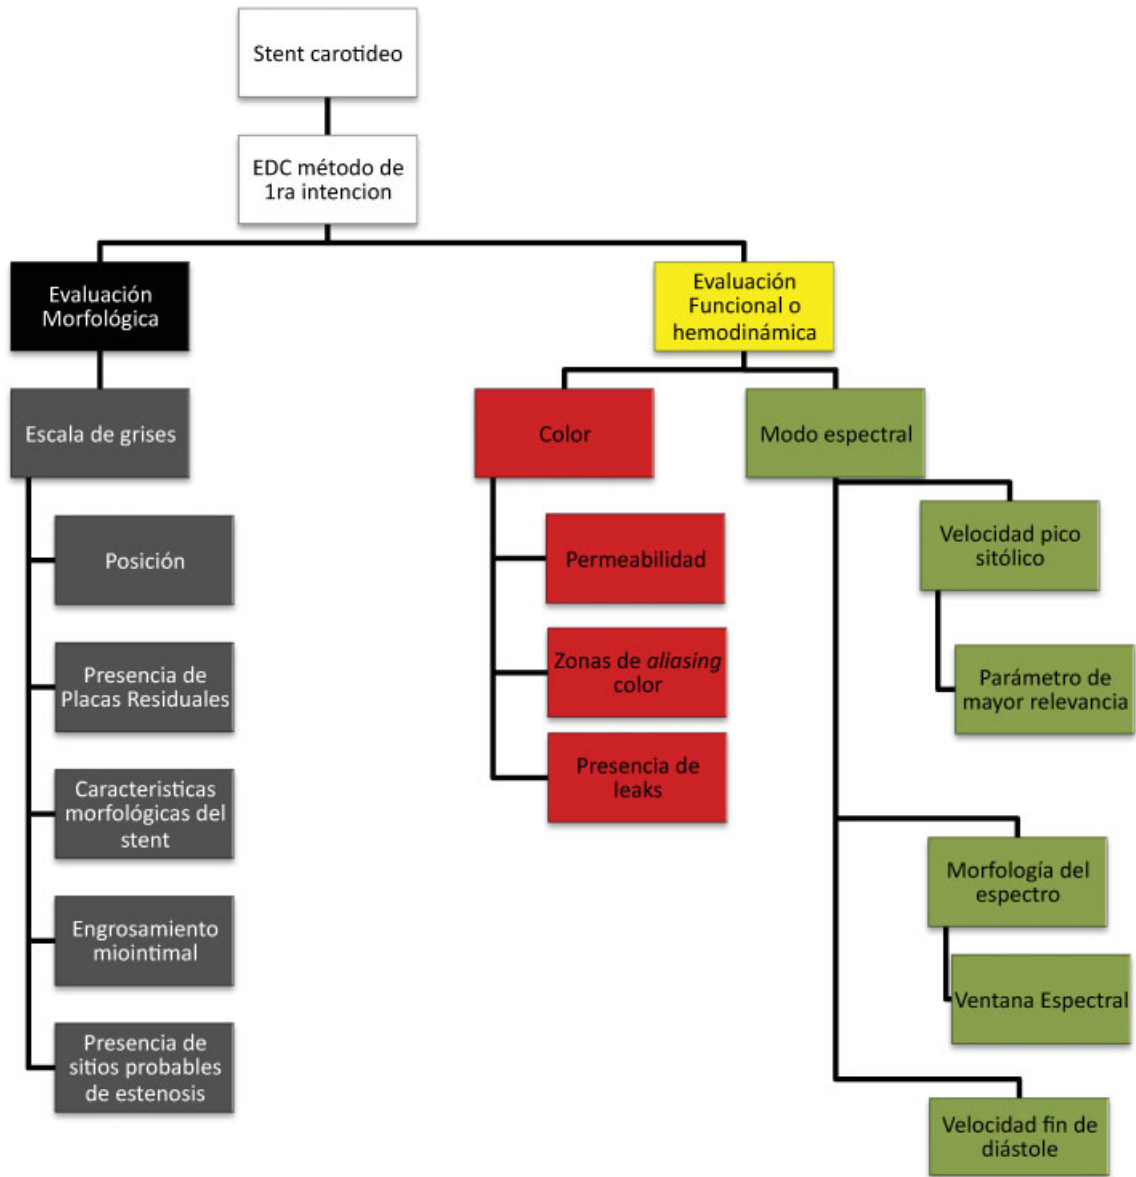 Stent carotideo
EDC método de
1ra intencion
Evaluación
Morfológica
Escala de grises
Posición
Presencia de
Placas Residuales
Caracteristicas
morfológicas del
stent
Engrosamiento
miointimal
Presencia de
sitios probables
de estenosis
Evaluación
Funcional o
hemodinámica
Color
Permeabilidad
Zonas de aliasing
color
Presencia de
leaks
Modo espectral
Velocidad pico
sitólico
Parámetro de
mayor relevancia
Morfología del
espectro
Ventana Espectral
Velocidad fin de
diástole